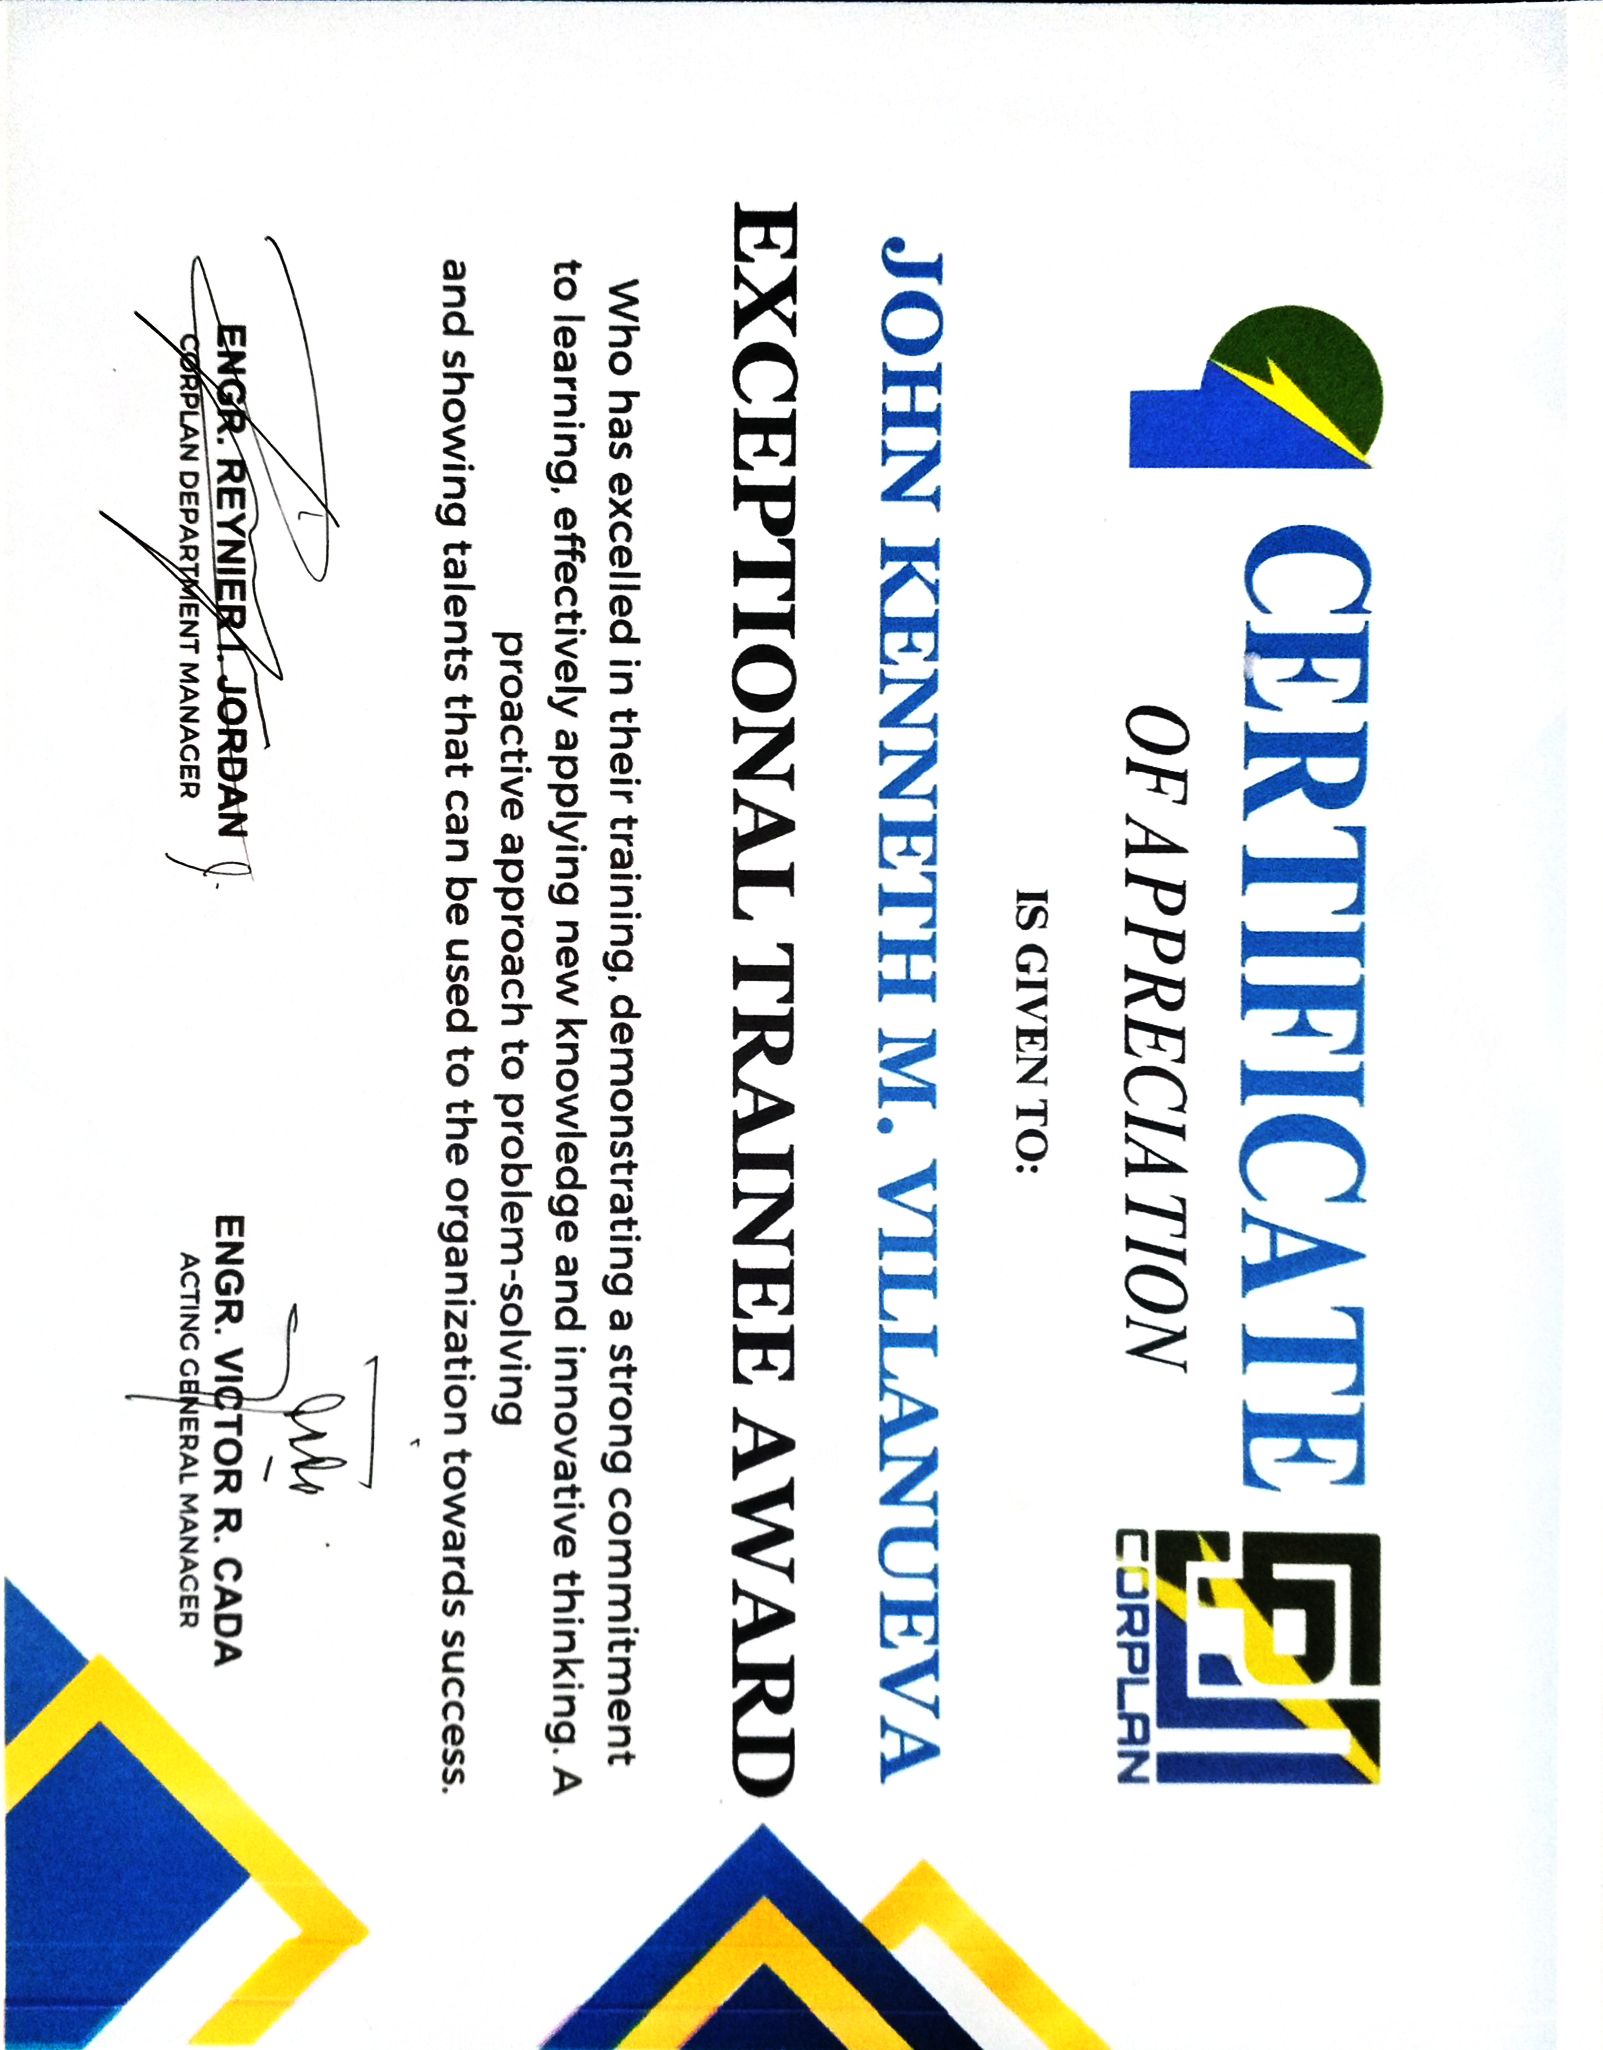 CERTIFICATE
OF APPRECIATION
CORPLAN
IS GIVEN TO:
JOHN KENNETH M. VILLANUEVA
EXCEPTIONAL TRAINEE AWARD
Who has excelled in their training, demonstrating a strong commitment
to learning, effectively applying new knowledge and innovative thinking. A
proactive approach to problem-solving
and showing talents that can be used to the organization towards success.
ENGR. REYNIER I. JORDAN
CORPLAN DEPARTMENT MANAGER
ENGR. VICTOR R. CADA
ACTING GENERAL MANAGER